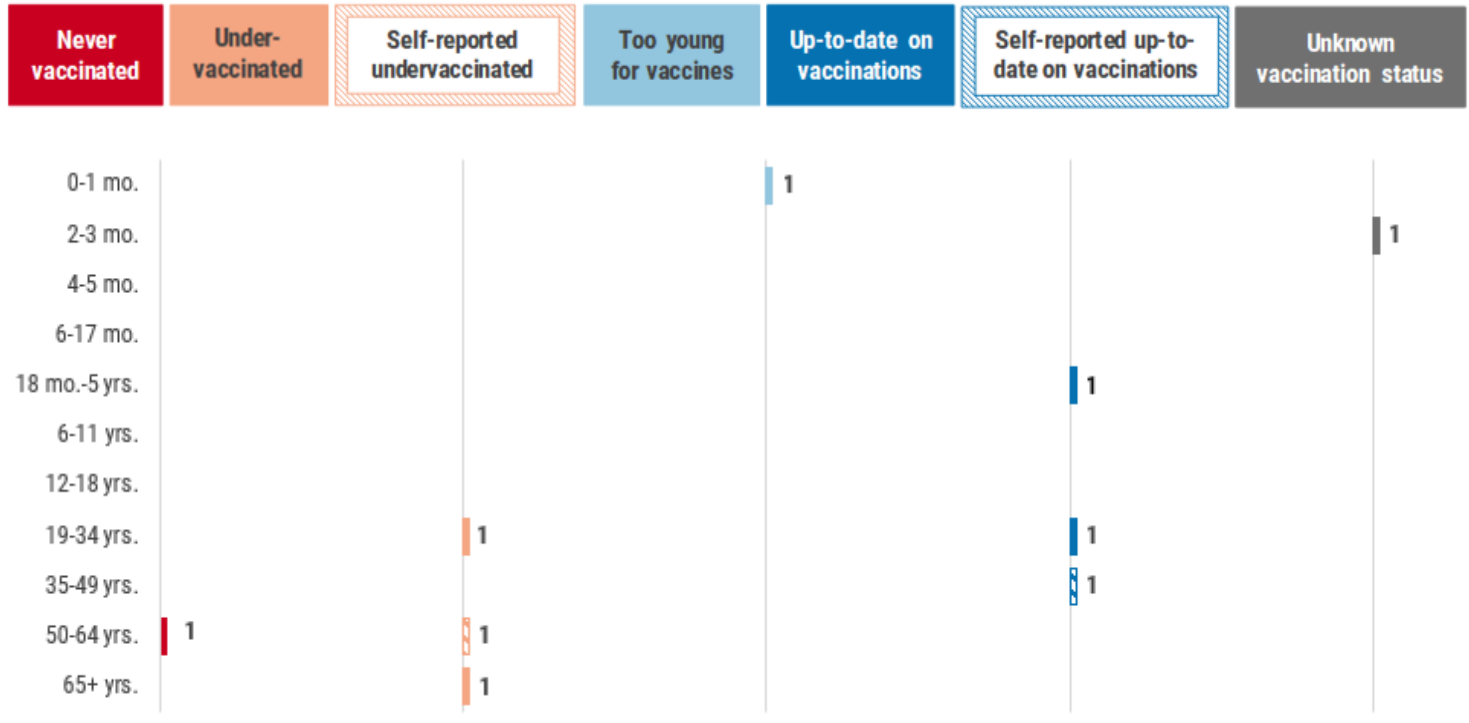 Never
vaccinated
Under-
vaccinated
Self-reported
undervaccinated
Too young
for vaccines
Up-to-date on
vaccinations
Self-reported up-to-
date on vaccinations
Unknown
vaccination status
0-1 mo. 1
2-3 mo. 1
4-5 mo.
6-17 mo.
18 mo.-5 yrs. 1
6-11 yrs.
12-18 yrs.
19-34 yrs. 1 1
35-49 yrs. 1
50-64 yrs. 1 1
65+ yrs. 1